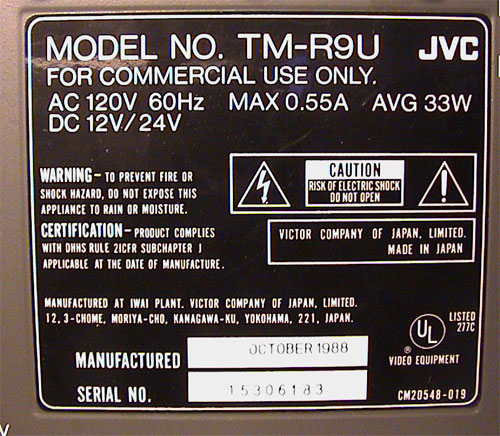 MODEL NO. TM-R9U JVC
FOR COMMERCIAL USE ONLY.
AC 120V 60Hz MAX 0.55A AVG 33W
DC 12V/24V
WARNING- TO PREVENT FIRE OR
SHOCK HAZARD, DO NOT EXPOSE THIS
APPLIANCE TO RAIN OR MOISTURE.
CAUTION
RISK OF ELECTRIC SHOCK
DO NOT OPEN
CERTIFICATION- PRODUCT COMPLIES
WITH DHHS RULE 21CFR SUBCHAPTER J
APPLICABLE AT THE DATE OF MANUFACTURE.
VICTOR COMPANY OF JAPAN, LIMITED.
MADE IN JAPAN
MANUFACTURED AT IWAI PLANT. VICTOR COMPANY OF JAPAN, LIMITED.
12, 3-CHOME, MORIYA-CHO, KANAGAWA-KU, YOKOHAMA, 221, JAPAN.
UL LISTED
277C
®
VIDEO EQUIPMENT
MANUFACTURED OCTOBER 1988
SERIAL NO. 15306183
CM20548-019